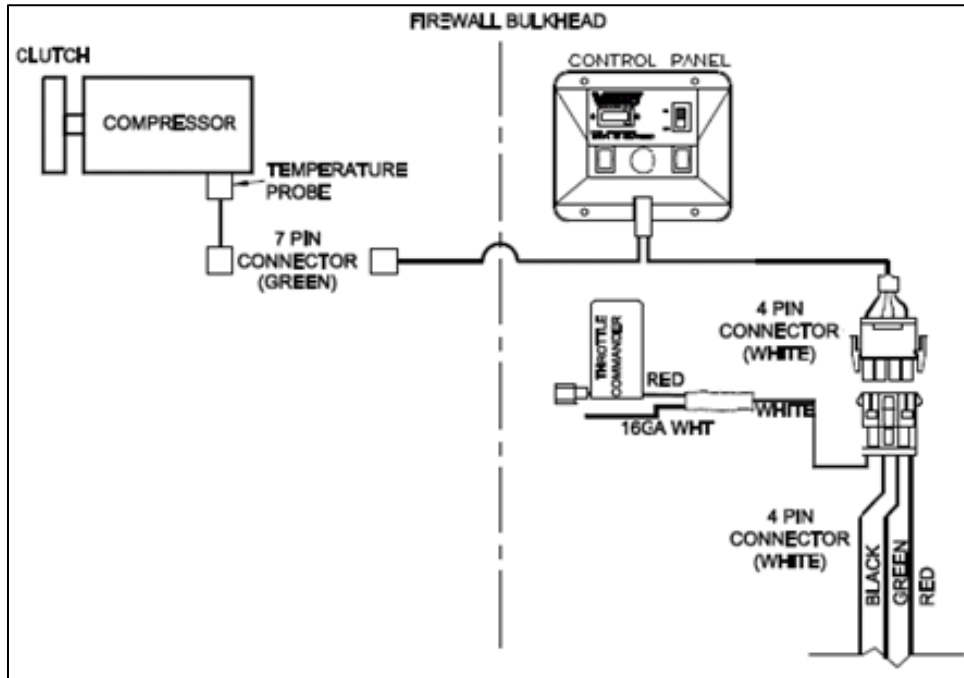 FIREWALL BULKHEAD
CLUTCH
COMPRESSOR
TEMPERATURE
PROBE
7 PIN
CONNECTOR
(GREEN)
CONTROL PANEL
4 PIN
CONNECTOR
(WHITE)
THROTTLE
COMMANDER
RED
WHITE
16GA WHT
4 PIN
CONNECTOR
(WHITE)
BLACK
GREEN
RED